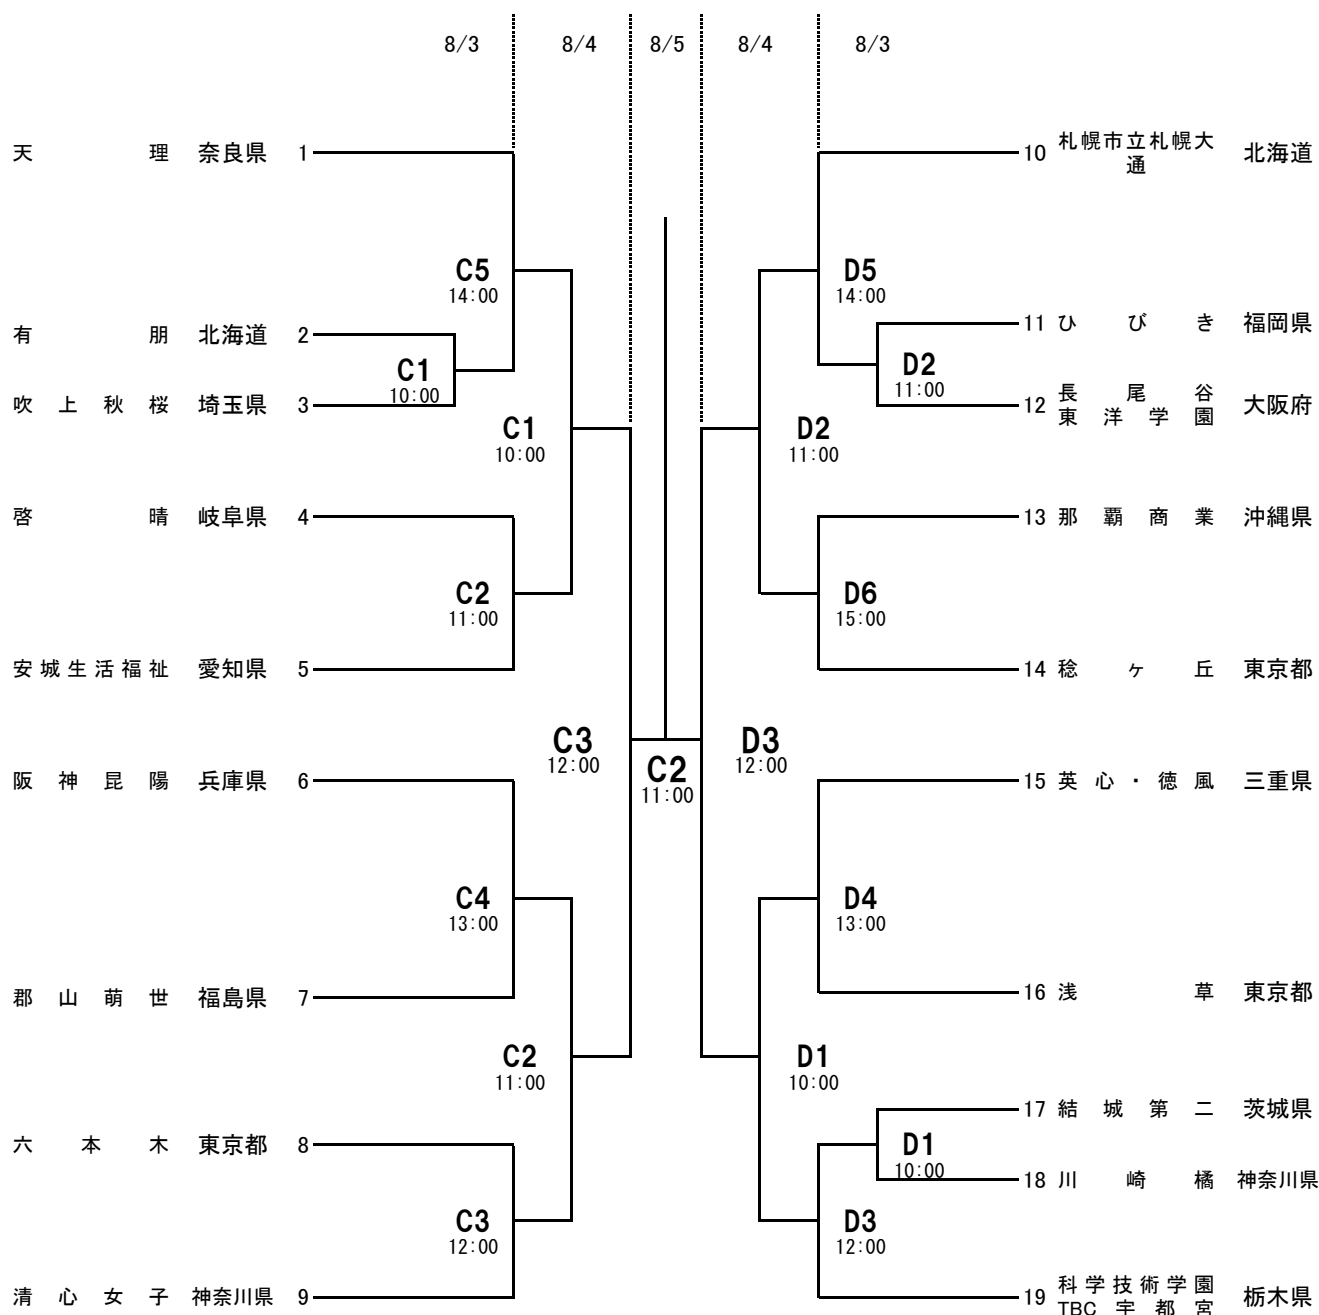 8/3 8/4 8/5 8/4 8/3
天理 奈良県 1
有朋 北海道 2
C1
10:00
吹上秋桜 埼玉県 3
C5
14:00
啓晴 岐阜県 4
C2
11:00
安城生活福祉 愛知県 5
C1
10:00
阪神昆陽 兵庫県 6
C4
13:00
郡山萌世 福島県 7
六本木 東京都 8
C3
12:00
清心女子 神奈川県 9
C2
11:00
C3
12:00
C2
11:00
D3
12:00
10 札幌市立札幌大
通 北海道
D5
14:00
11 ひびき 福岡県
D2
11:00
12 長尾谷
東洋学園 大阪府
D2
11:00
13 那覇商業 沖縄県
D6
15:00
14 稔ヶ丘 東京都
15 英心・徳風 三重県
D4
13:00
16 浅草 東京都
D1
10:00
17 結城第二 茨城県
D1
10:00
18 川崎橘 神奈川県
D3
12:00
19 科学技術学園
TBC宇都宮 栃木県